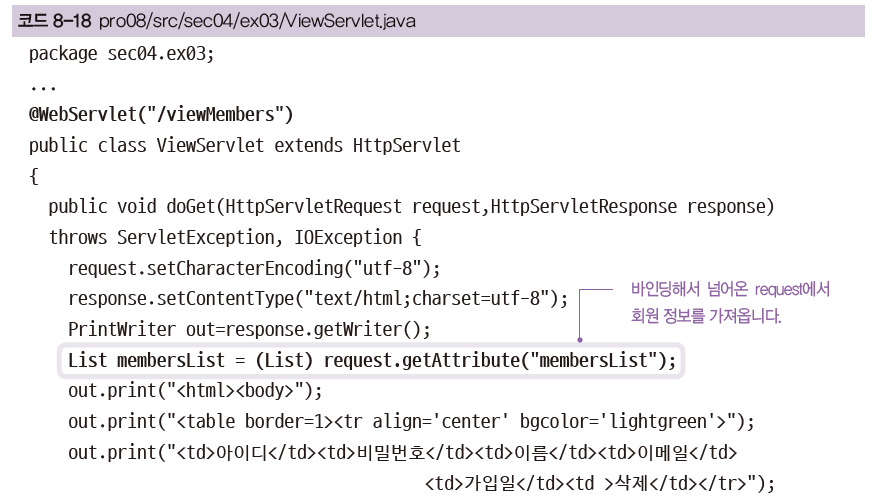 코드 8-18 pro08/src/sec04/ex03/ViewServlet.java
package sec04.ex03;
...
@WebServlet("/viewMembers")
public class ViewServlet extends HttpServlet
{
public void doGet(HttpServletRequest request,HttpServletResponse response)
throws ServletException, IOException {
request.setCharacterEncoding("utf-8");
response.setContentType("text/html;charset=utf-8");
바인딩해서 넘어온 request에서
회원 정보를 가져옵니다.
PrintWriter out=response.getWriter();
List membersList = (List) request.getAttribute("membersList");
out.print("<html><body>");
out.print("<table border=1><tr align='center' bgcolor='lightgreen'>");
out.print("<td>아이디</td><td>비밀번호</td><td>이름</td><td>이메일</td>
<td>가입일</td><td >삭제</td></tr>");